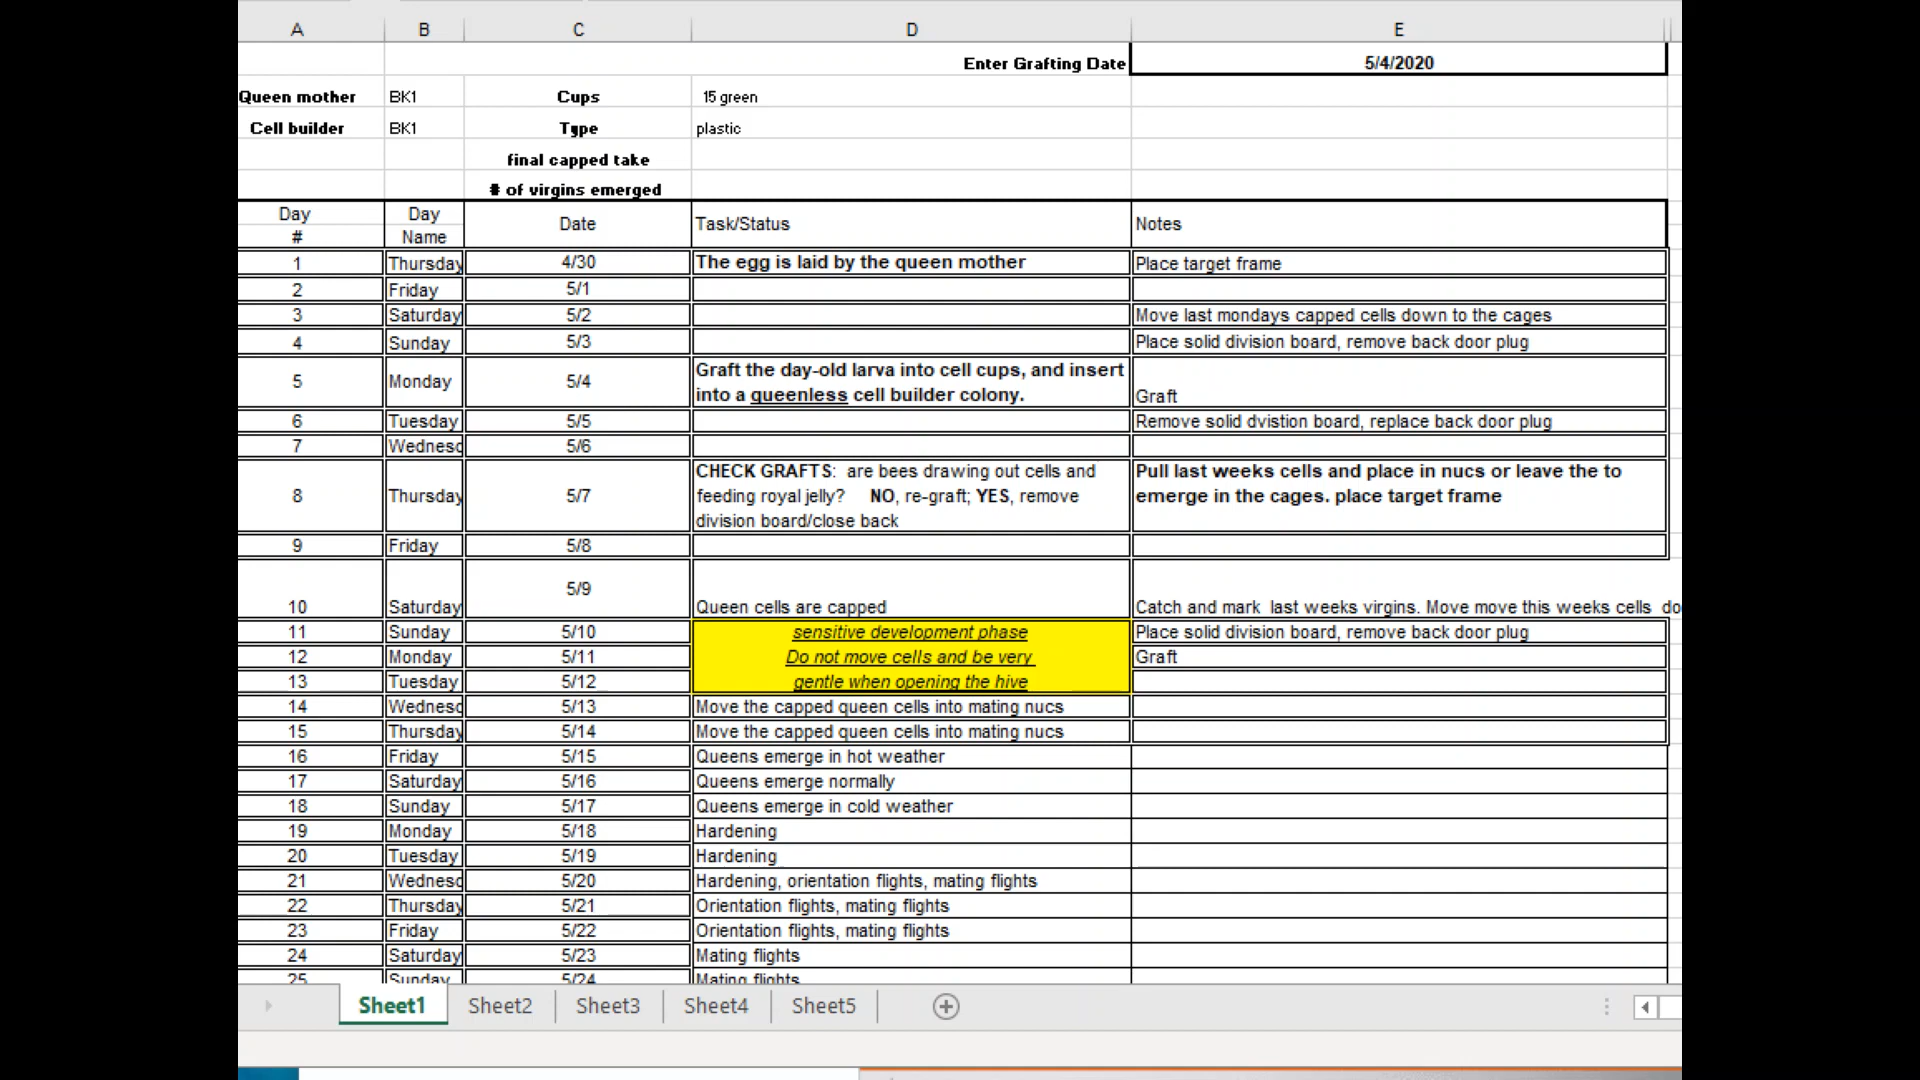 A B C D E
Enter Grafting Date 5/4/2020
Queen mother BK1 Cups 15 green
Cell builder BK1 Type plastic
final capped take
# of virgins emerged
Day # Day Name Date Task/Status Notes
1 Thursday 4/30 The egg is laid by the queen mother Place target frame
2 Friday 5/1
3 Saturday 5/2 Move last mondays capped cells down to the cages
4 Sunday 5/3 Place solid division board, remove back door plug
5 Monday 5/4 Graft the day-old larva into cell cups, and insert
into a queenless cell builder colony. Graft
6 Tuesday 5/5 Remove solid dvistion board, replace back door plug
7 Wednesd 5/6
8 Thursday 5/7 CHECK GRAFTS: are bees drawing out cells and
feeding royal jelly? NO, re-graft; YES, remove
division board/close back
Pull last weeks cells and place in nucs or leave the to
emerge in the cages. place target frame
9 Friday 5/8
10 Saturday 5/9 Queen cells are capped Catch and mark last weeks virgins. Move move this weeks cells do
11 Sunday 5/10 sensitive development phase Place solid division board, remove back door plug
12 Monday 5/11 Do not move cells and be very Graft
13 Tuesday 5/12 gentle when opening the hive
14 Wednesd 5/13 Move the capped queen cells into mating nucs
15 Thursday 5/14 Move the capped queen cells into mating nucs
16 Friday 5/15 Queens emerge in hot weather
17 Saturday 5/16 Queens emerge normally
18 Sunday 5/17 Queens emerge in cold weather
19 Monday 5/18 Hardening
20 Tuesday 5/19 Hardening
21 Wednesd 5/20 Hardening, orientation flights, mating flights
22 Thursday 5/21 Orientation flights, mating flights
23 Friday 5/22 Orientation flights, mating flights
24 Saturday 5/23 Mating flights
25 Sunday 5/24 Mating flights
Sheet1 Sheet2 Sheet3 Sheet4 Sheet5